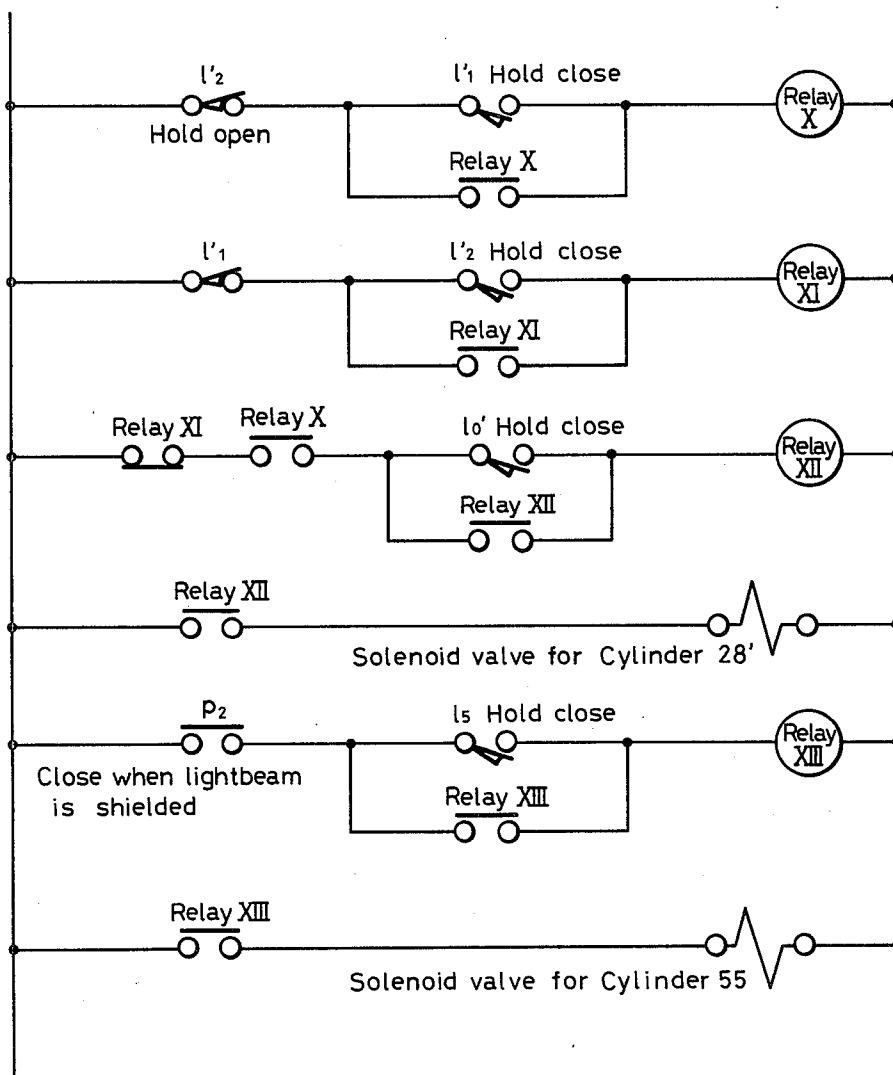 l'2
Hold open
l'1 Hold close
Relay X
Relay
X
l'1
l'2 Hold close
Relay XI
Relay
XI
Relay XI
Relay X
l0' Hold close
Relay XII
Relay
XII
Relay XII
Solenoid valve for Cylinder 28'
p2
Close when lightbeam
is shielded
l5 Hold close
Relay XIII
Relay
XIII
Relay XIII
Solenoid valve for Cylinder 55